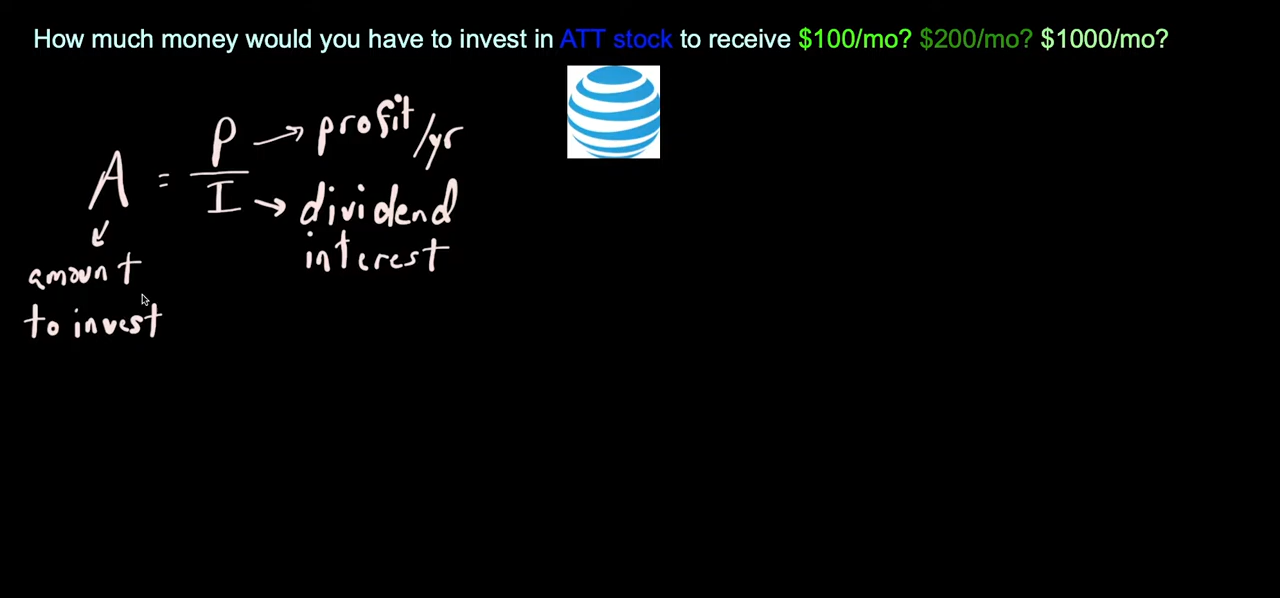 How much money would you have to invest in ATT stock to receive $100/mo? $200/mo? $1000/mo?
A = P/I
P → profit/yr
I → dividend
interest
amount
to invest